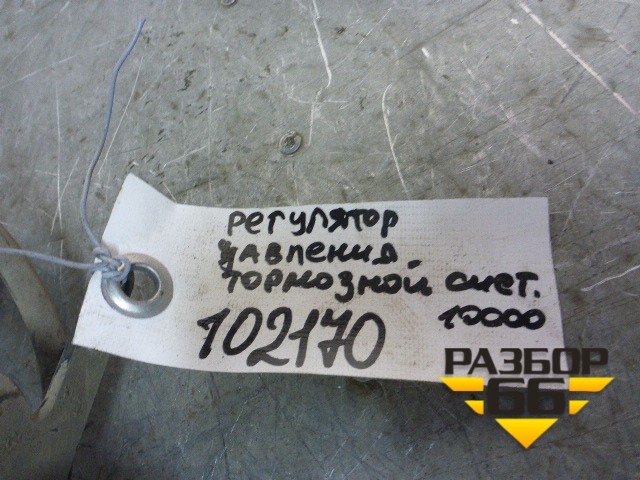 РЕГУЛЯТОР
ДАВЛЕНИЯ
ТОРМОЗНОЙ СИСТ.
10000
102170
РАЗБОР
66